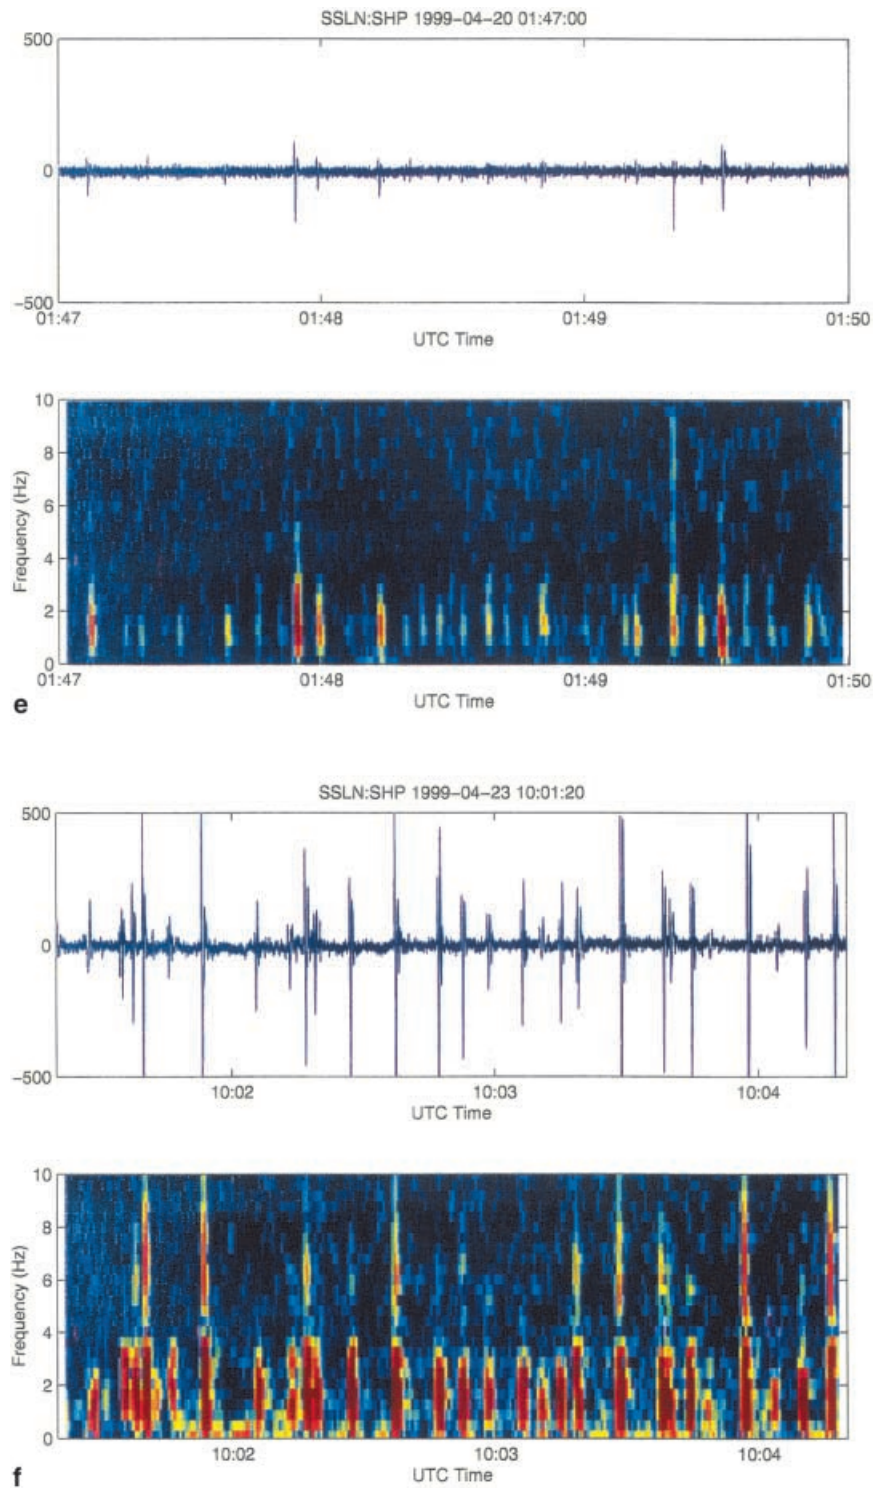 SSLN:SHP 1999-04-20 01:47:00
500
0
-500
01:47 01:48 01:49 01:50
UTC Time
10
8
6
4
2
0
Frequency (Hz)
01:47 01:48 01:49 01:50
UTC Time
e
SSLN:SHP 1999-04-23 10:01:20
500
0
-500
10:02 10:03 10:04
UTC Time
10
8
6
4
2
0
Frequency (Hz)
10:02 10:03 10:04
UTC Time
f